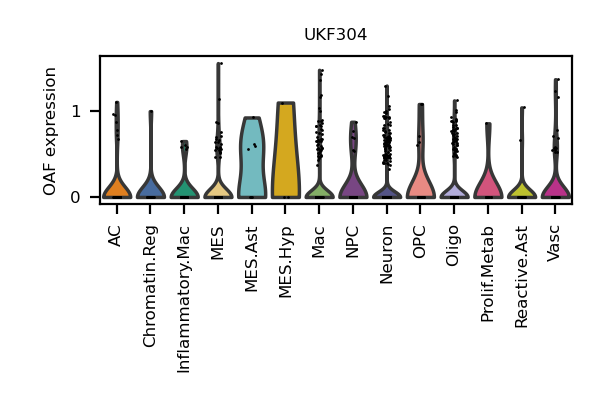 UKF304
OAF expression
1
0
AC
Chromatin.Reg
Inflammatory.Mac
MES
MES.Ast
MES.Hyp
Mac
NPC
Neuron
OPC
Oligo
Prolif.Metab
Reactive.Ast
Vasc